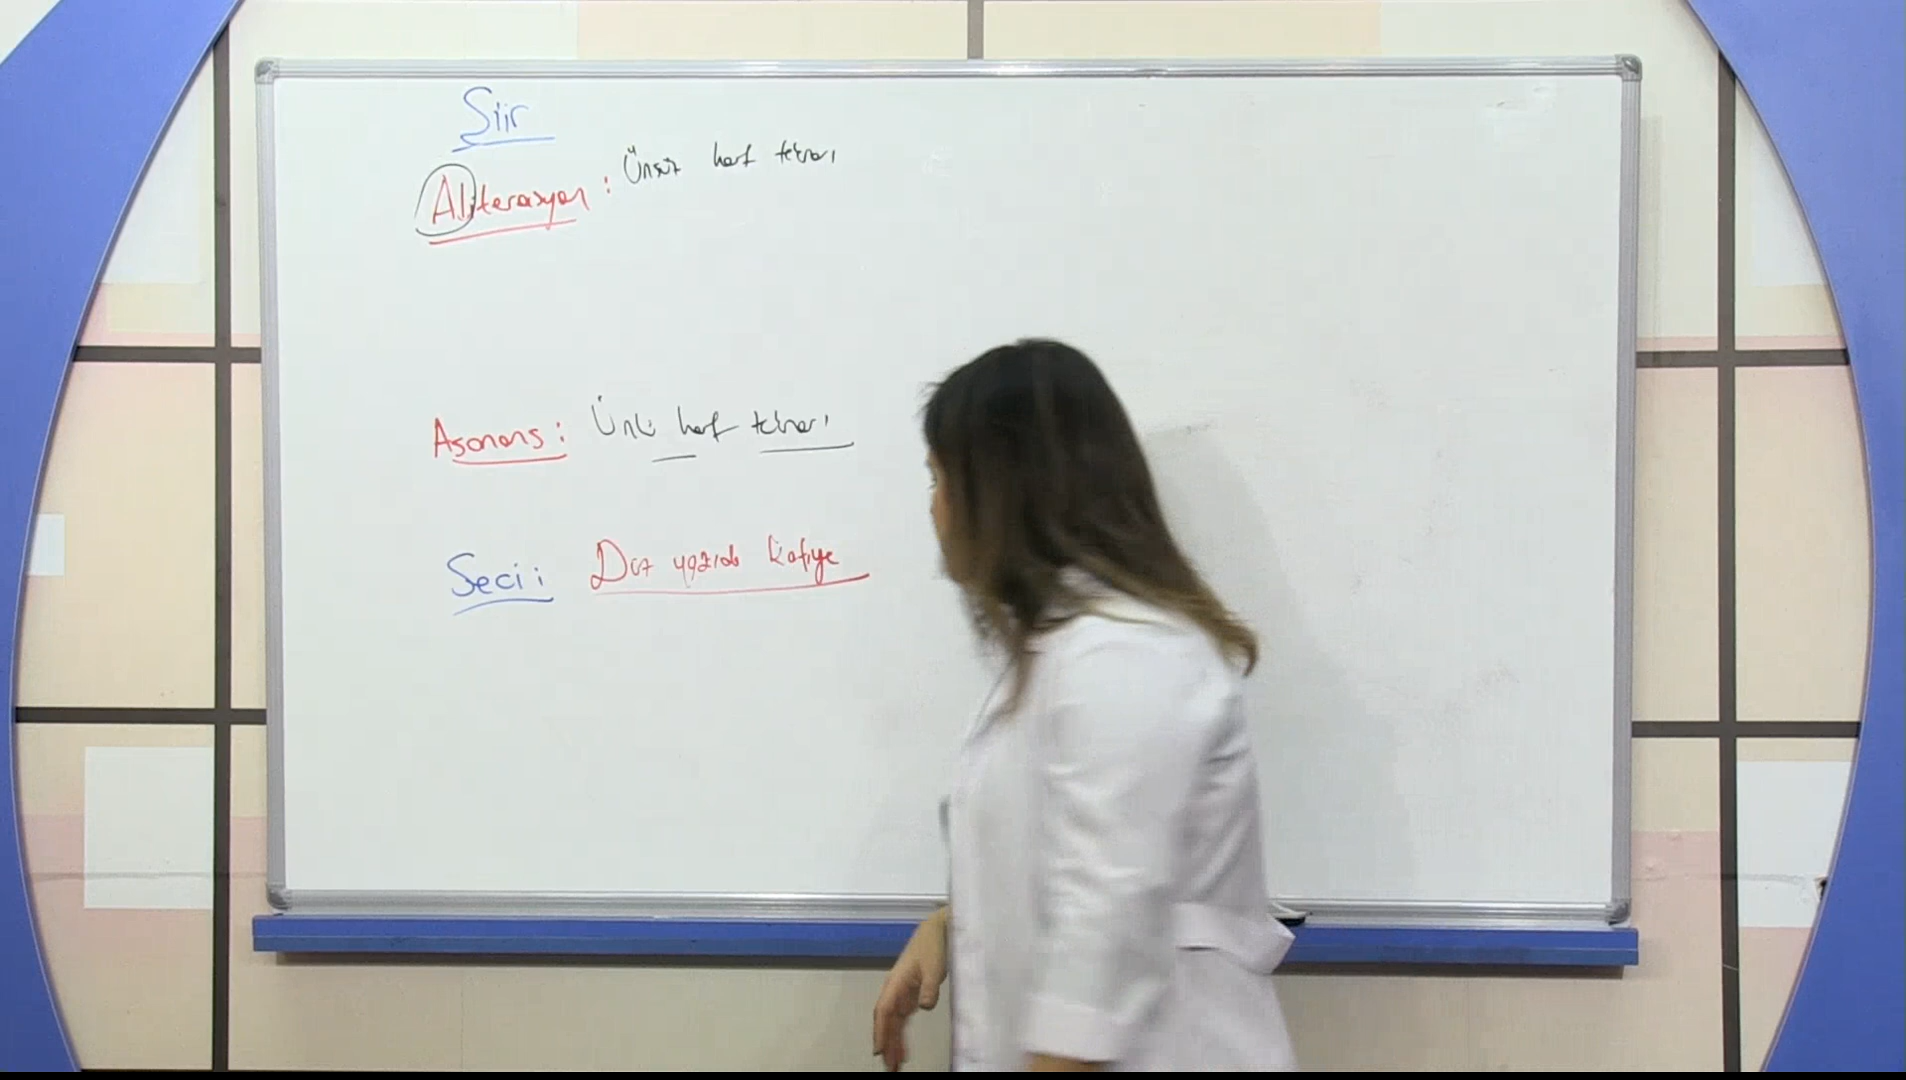 Şiir
Aliterasyon : Ünsüz harf tekrarı
Asonans : Ünlü harf tekrarı
Seci : Düz yazıda kafiye